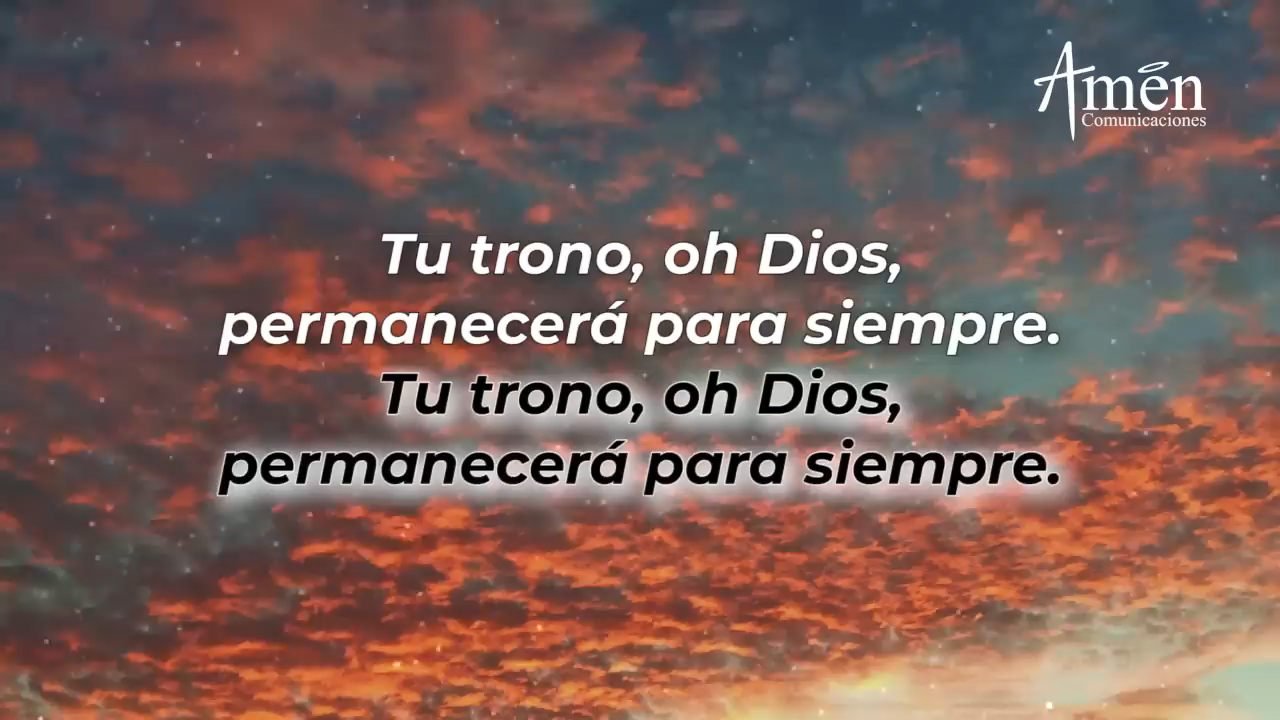 Amén
Comunicaciones
Tu trono, oh Dios,
permanecerá para siempre.
Tu trono, oh Dios,
permanecerá para siempre.